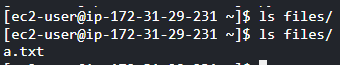 [ec2-user@ip-172-31-29-231 ~]$ ls files/
[ec2-user@ip-172-31-29-231 ~]$ ls files/
a.txt